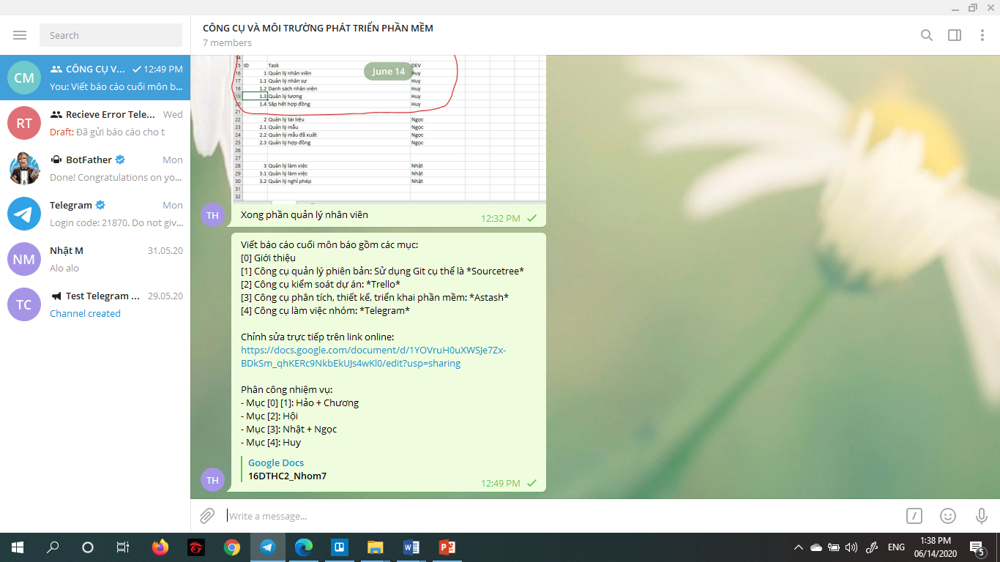 Search
CM
CÔNG CỤ V... 12:49 PM
You: Viết báo cáo cuối môn b...
RT
Recieve Error Tele... Wed
Draft: Đã gửi báo cáo cho t
BotFather Mon
Done! Congratulations on yo...
Telegram Mon
Login code: 21870. Do not giv...
NM
Nhật M 31.05.20
Alo alo
TC
Test Telegram ... 29.05.20
Channel created
CÔNG CỤ VÀ MÔI TRƯỜNG PHÁT TRIỂN PHẦN MỀM
7 members
June 14
14
15 ID Task DEV
16 1 Quản lý nhân viên Huy
17 1.1 Quản lý nhân sự Huy
18 1.2 Danh sách nhân viên Huy
19 1.3 Quản lý lương Huy
20 1.4 Sắp hết hợp đồng Huy
21
22 2 Quản lý tài liệu Ngọc
23 2.1 Quản lý mẫu Ngọc
24 2.2 Quản lý mẫu đã xuất Ngọc
25 2.3 Quản lý hợp đồng Ngọc
26
27
28 3 Quản lý làm việc Nhật
29 3.1 Quản lý làm việc Nhật
30 3.2 Quản lý nghỉ phép Nhật
31
32
TH
Xong phần quản lý nhân viên
12:32 PM
Viết báo cáo cuối môn báo gồm các mục:
[0] Giới thiệu
[1] Công cụ quản lý phiên bản: Sử dụng Git cụ thể là *Sourcetree*
[2] Công cụ kiểm soát dự án: *Trello*
[3] Công cụ phân tích, thiết kế, triển khai phần mềm: *Astash*
[4] Công cụ làm việc nhóm: *Telegram*
Chỉnh sửa trực tiếp trên link online:
https://docs.google.com/document/d/1YOVruH0uXWSJe7Zx-
BDkSm_qhKERc9NkbEkUJs4wKl0/edit?usp=sharing
Phân công nhiệm vụ:
- Mục [0] [1]: Hảo + Chương
- Mục [2]: Hội
- Mục [3]: Nhật + Ngọc
- Mục [4]: Huy
Google Docs
16DTHC2_Nhom7
TH
12:49 PM
Write a message...
ENG
1:38 PM
06/14/2020
5